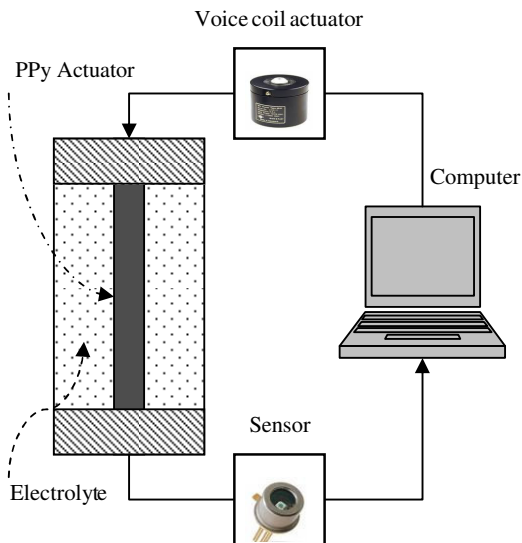 Voice coil actuator
PPy Actuator
Computer
Sensor
Electrolyte